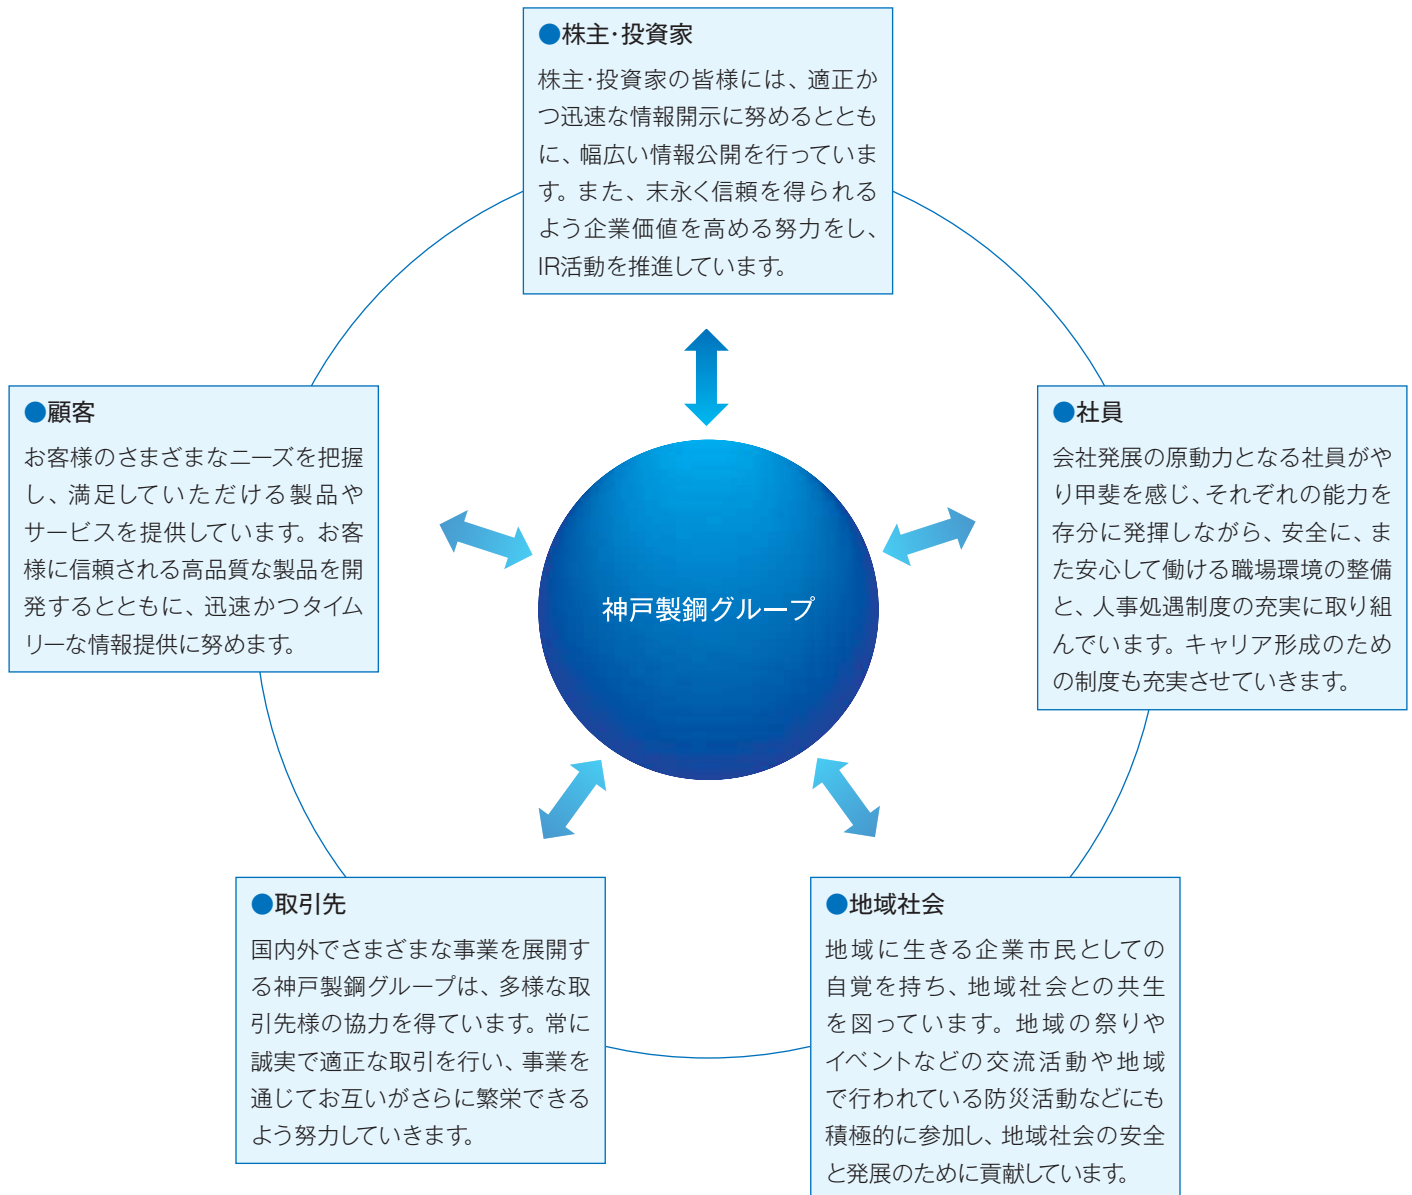 ●株主･投資家
株主･投資家の皆様には、適正か
つ迅速な情報開示に努めるととも
に、幅広い情報公開を行っていま
す。また、末永く信頼を得られる
よう企業価値を高める努力をし、
IR活動を推進しています。
●顧客
お客様のさまざまなニーズを把握
し、満足していただける製品や
サービスを提供しています。お客
様に信頼される高品質な製品を開
発するとともに、迅速かつタイム
リーな情報提供に努めます。
●社員
会社発展の原動力となる社員がや
り甲斐を感じ、それぞれの能力を
存分に発揮しながら、安全に、ま
た安心して働ける職場環境の整備
と、人事処遇制度の充実に取り組
んでいます。キャリア形成のため
の制度も充実させていきます。
神戸製鋼グループ
●取引先
国内外でさまざまな事業を展開す
る神戸製鋼グループは、多様な取
引先様の協力を得ています。常に
誠実で適正な取引を行い、事業を
通じてお互いがさらに繁栄できる
よう努力していきます。
●地域社会
地域に生きる企業市民としての
自覚を持ち、地域社会との共生
を図っています。地域の祭りや
イベントなどの交流活動や地域
で行われている防災活動などにも
積極的に参加し、地域社会の安全
と発展のために貢献しています。